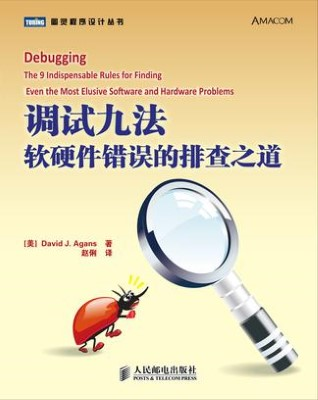 TURING 图灵程序设计丛书
AMACOM
Debugging
The 9 Indispensable Rules for Finding
Even the Most Elusive Software and Hardware Problems
调试九法
软硬件错误的排查之道
[美] David J. Agans 著
赵俐 译
人民邮电出版社
POSTS & TELECOM PRESS